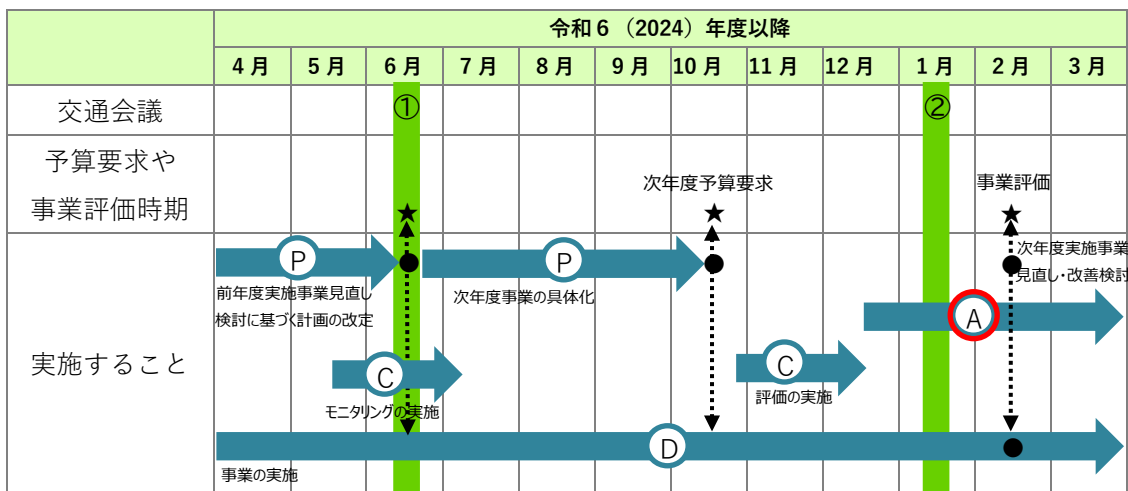 令和６（2024）年度以降
4 月 5 月 6 月 7 月 8 月 9 月 10 月 11 月 12 月 1 月 2 月 3 月
交通会議
① ②
予算要求や
事業評価時期
次年度予算要求 事業評価
★ ★ ★
実施すること
P P
前年度実施事業見直し
検討に基づく計画の改定
次年度事業の具体化
次年度実施事業
見直し・改善検討
A
C C
モニタリングの実施 評価の実施
D
事業の実施